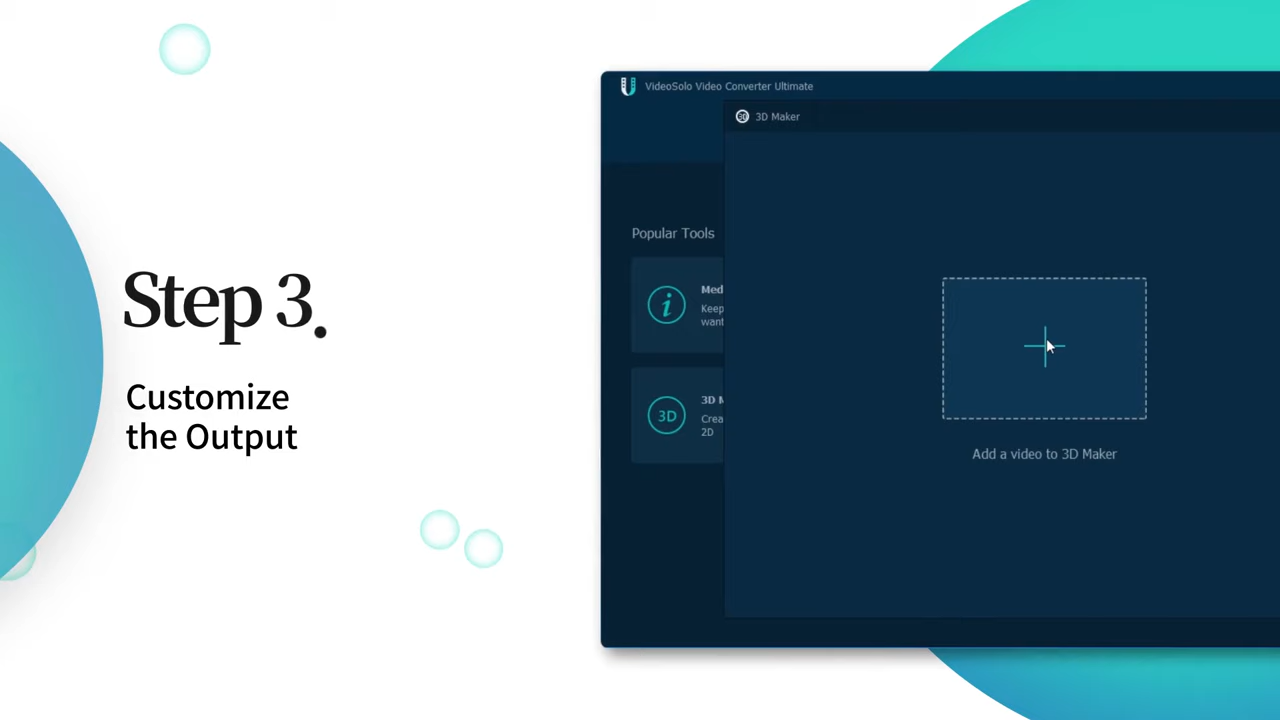 Step 3.
Customize
the Output
VideoSolo Video Converter Ultimate
3D Maker
Popular Tools
Med
Keep
want
3D
3D M
Crea
2D
Add a video to 3D Maker